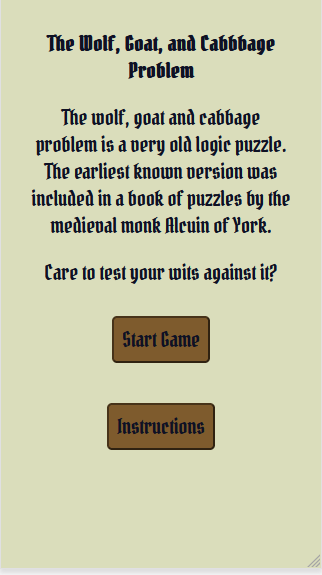 The Wolf, Goat, and Cabbbage
Problem
The wolf, goat and cabbage
problem is a very old logic puzzle.
The earliest known version was
included in a book of puzzles by the
medieval monk Alcuin of York.
Care to test your wits against it?
Start Game
Instructions